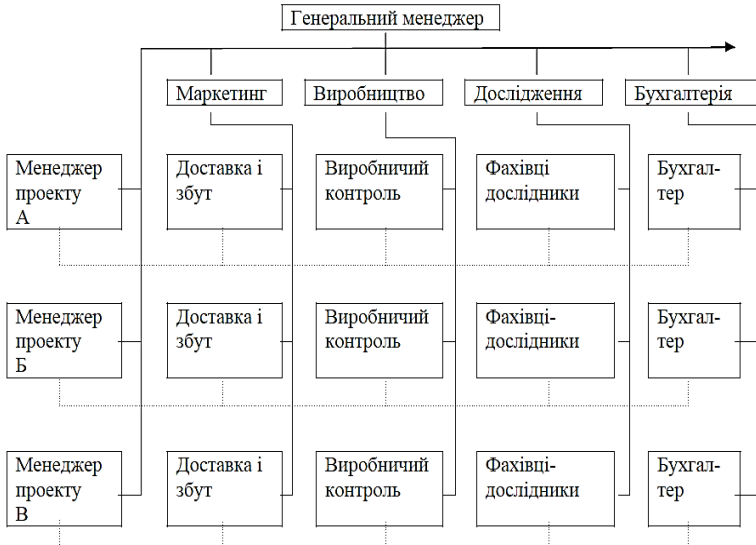 Генеральний менеджер
Маркетинг
Виробництво
Дослідження
Бухгалтерія
Менеджер
проекту
А
Доставка і
збут
Виробничий
контроль
Фахівці
дослідники
Бухгал-
тер
Менеджер
проекту
Б
Доставка і
збут
Виробничий
контроль
Фахівці-
дослідники
Бухгал-
тер
Менеджер
проекту
В
Доставка і
збут
Виробничий
контроль
Фахівці-
дослідники
Бухгал-
тер